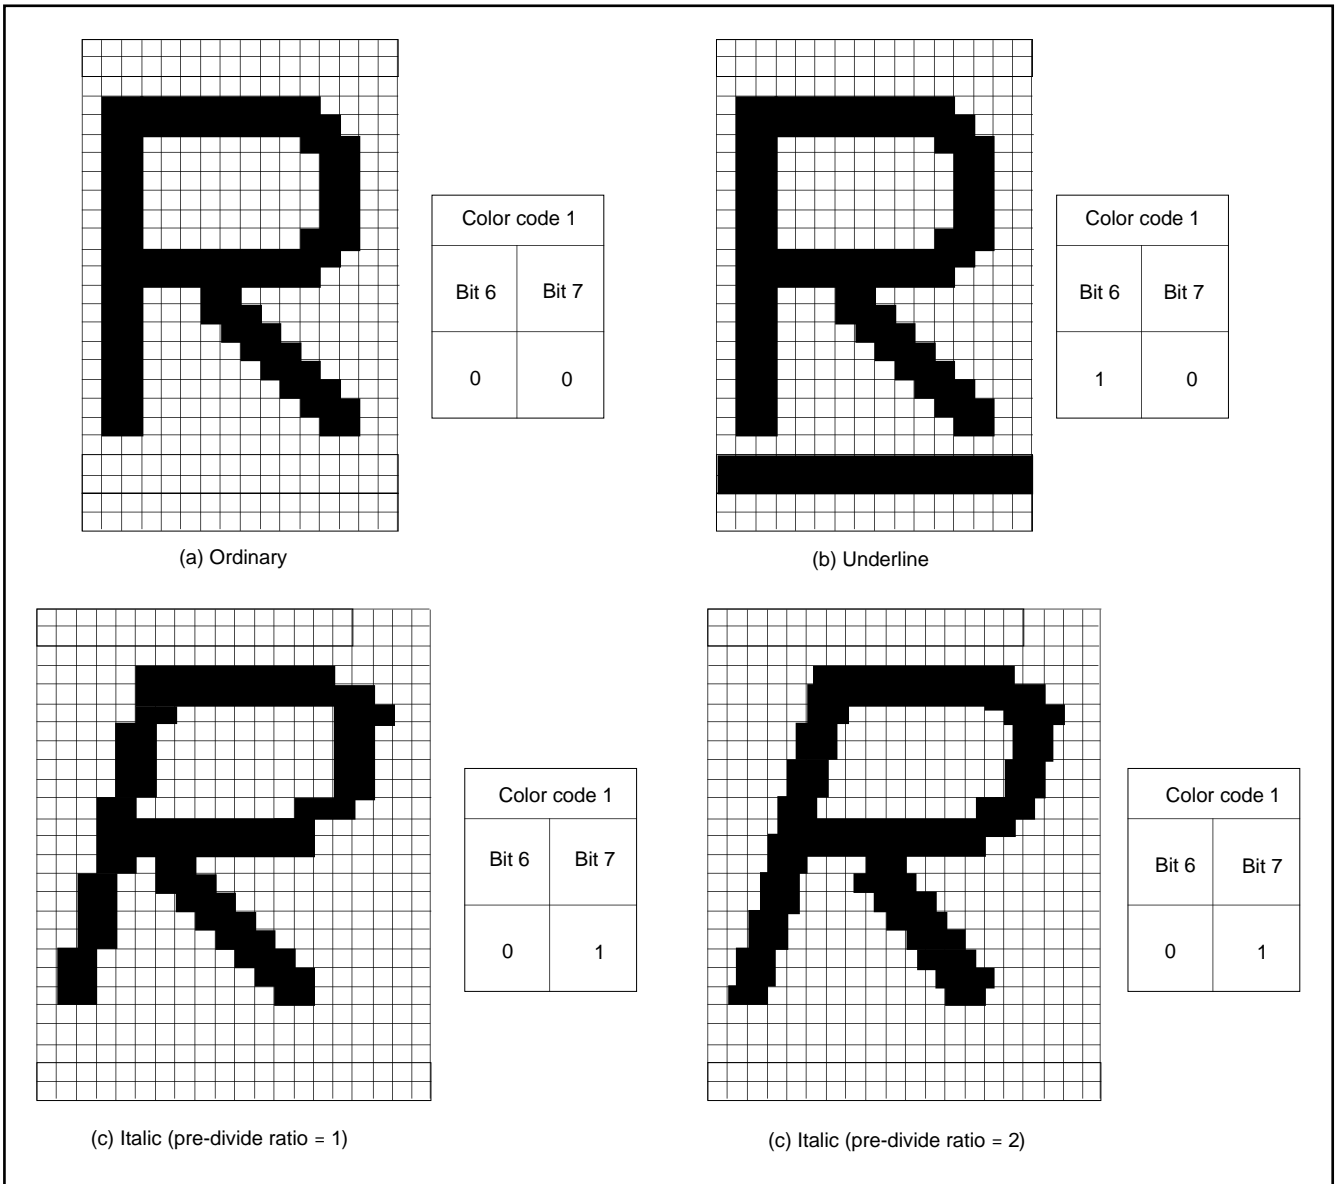 Color code 1
Bit 6 Bit 7
0 0
(a) Ordinary
Color code 1
Bit 6 Bit 7
1 0
(b) Underline
Color code 1
Bit 6 Bit 7
0 1
(c) Italic (pre-divide ratio = 1)
Color code 1
Bit 6 Bit 7
0 1
(c) Italic (pre-divide ratio = 2)